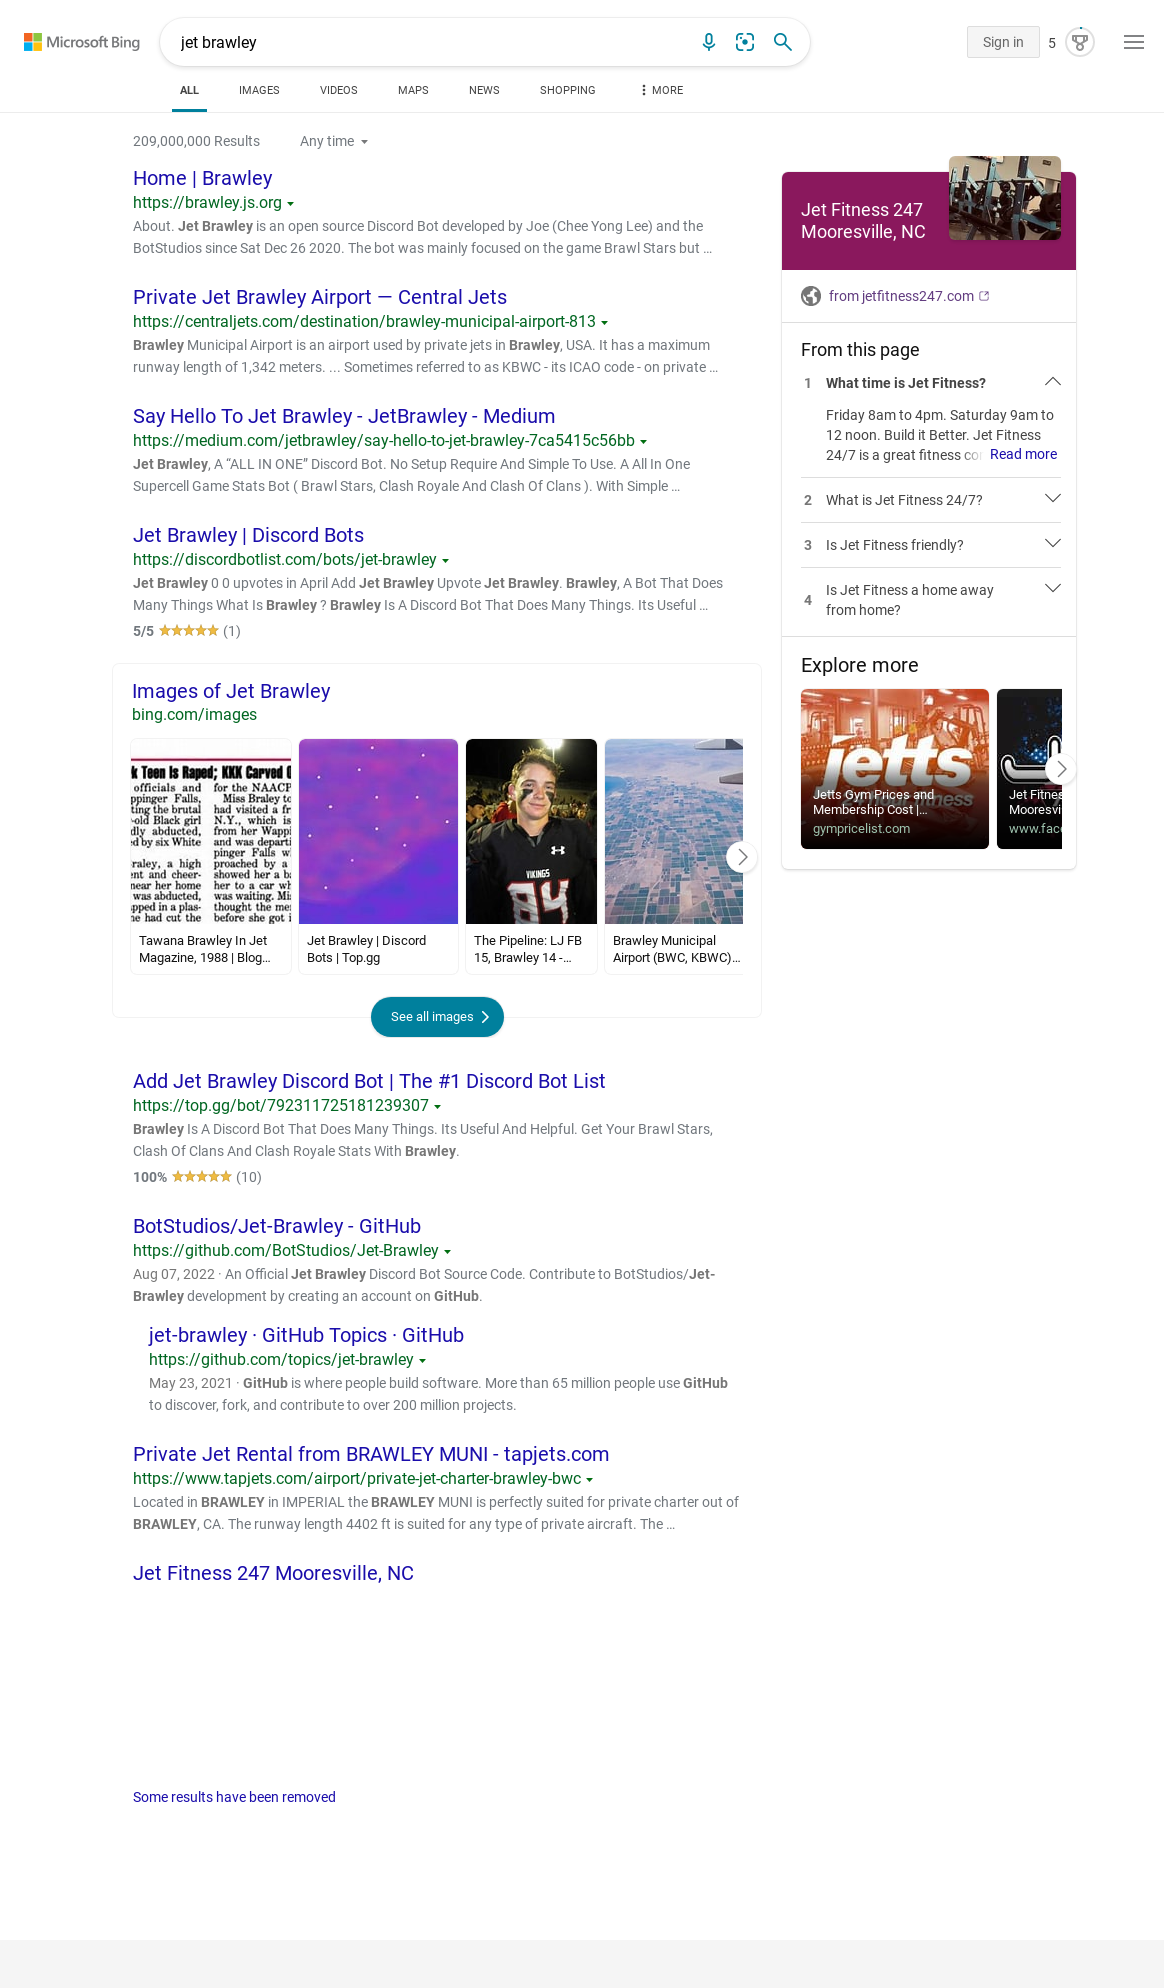 Microsoft Bing
jet brawley
Sign in
5
ALL
IMAGES
VIDEOS
MAPS
NEWS
SHOPPING
MORE
209,000,000 Results
Any time
Home | Brawley
https://brawley.js.org
About. Jet Brawley is an open source Discord Bot developed by Joe (Chee Yong Lee) and the
BotStudios since Sat Dec 26 2020. The bot was mainly focused on the game Brawl Stars but …
Private Jet Brawley Airport — Central Jets
https://centraljets.com/destination/brawley-municipal-airport-813
Brawley Municipal Airport is an airport used by private jets in Brawley, USA. It has a maximum
runway length of 1,342 meters. ... Sometimes referred to as KBWC - its ICAO code - on private …
Say Hello To Jet Brawley - JetBrawley - Medium
https://medium.com/jetbrawley/say-hello-to-jet-brawley-7ca5415c56bb
Jet Brawley, A “ALL IN ONE” Discord Bot. No Setup Require And Simple To Use. A All In One
Supercell Game Stats Bot ( Brawl Stars, Clash Royale And Clash Of Clans ). With Simple …
Jet Brawley | Discord Bots
https://discordbotlist.com/bots/jet-brawley
Jet Brawley 0 0 upvotes in April Add Jet Brawley Upvote Jet Brawley. Brawley, A Bot That Does
Many Things What Is Brawley ? Brawley Is A Discord Bot That Does Many Things. Its Useful …
5/5 (1)
Images of Jet Brawley
bing.com/images
k Teen Is Raped; KKK Carved
officials and
ppinger Falls,
ting the brutal
old Black girl
dly abducted,
ed by six White
raley, a high
ent and cheer-
near her home
was abducted,
pped in a plas-
ne had cut the
for the NAACP
Miss Braley to
had visited a fr
N.Y., which is
from her Wappi
and was departi
pinger Falls wh
proached by a
showed her a ba
her to a car wh
was waiting. Mis
thought the me
before she got i
VIKINGS
84
Tawana Brawley In Jet
Magazine, 1988 | Blog…
Jet Brawley | Discord
Bots | Top.gg
The Pipeline: LJ FB
15, Brawley 14 -…
Brawley Municipal
Airport (BWC, KBWC)…
See all images
Add Jet Brawley Discord Bot | The #1 Discord Bot List
https://top.gg/bot/792311725181239307
Brawley Is A Discord Bot That Does Many Things. Its Useful And Helpful. Get Your Brawl Stars,
Clash Of Clans And Clash Royale Stats With Brawley.
100% (10)
BotStudios/Jet-Brawley - GitHub
https://github.com/BotStudios/Jet-Brawley
Aug 07, 2022 · An Official Jet Brawley Discord Bot Source Code. Contribute to BotStudios/Jet-
Brawley development by creating an account on GitHub.
jet-brawley · GitHub Topics · GitHub
https://github.com/topics/jet-brawley
May 23, 2021 · GitHub is where people build software. More than 65 million people use GitHub
to discover, fork, and contribute to over 200 million projects.
Private Jet Rental from BRAWLEY MUNI - tapjets.com
https://www.tapjets.com/airport/private-jet-charter-brawley-bwc
Located in BRAWLEY in IMPERIAL the BRAWLEY MUNI is perfectly suited for private charter out of
BRAWLEY, CA. The runway length 4402 ft is suited for any type of private aircraft. The …
Jet Fitness 247 Mooresville, NC
Some results have been removed
Jet Fitness 247
Mooresville, NC
from jetfitness247.com
From this page
1 What time is Jet Fitness?
Friday 8am to 4pm. Saturday 9am to
12 noon. Build it Better. Jet Fitness
24/7 is a great fitness co Read more
2 What is Jet Fitness 24/7?
3 Is Jet Fitness friendly?
4 Is Jet Fitness a home away
from home?
Explore more
jetts
fitness
Jetts Gym Prices and
Membership Cost |…
gympricelist.com
Jet Fitnes
Mooresvi
www.face